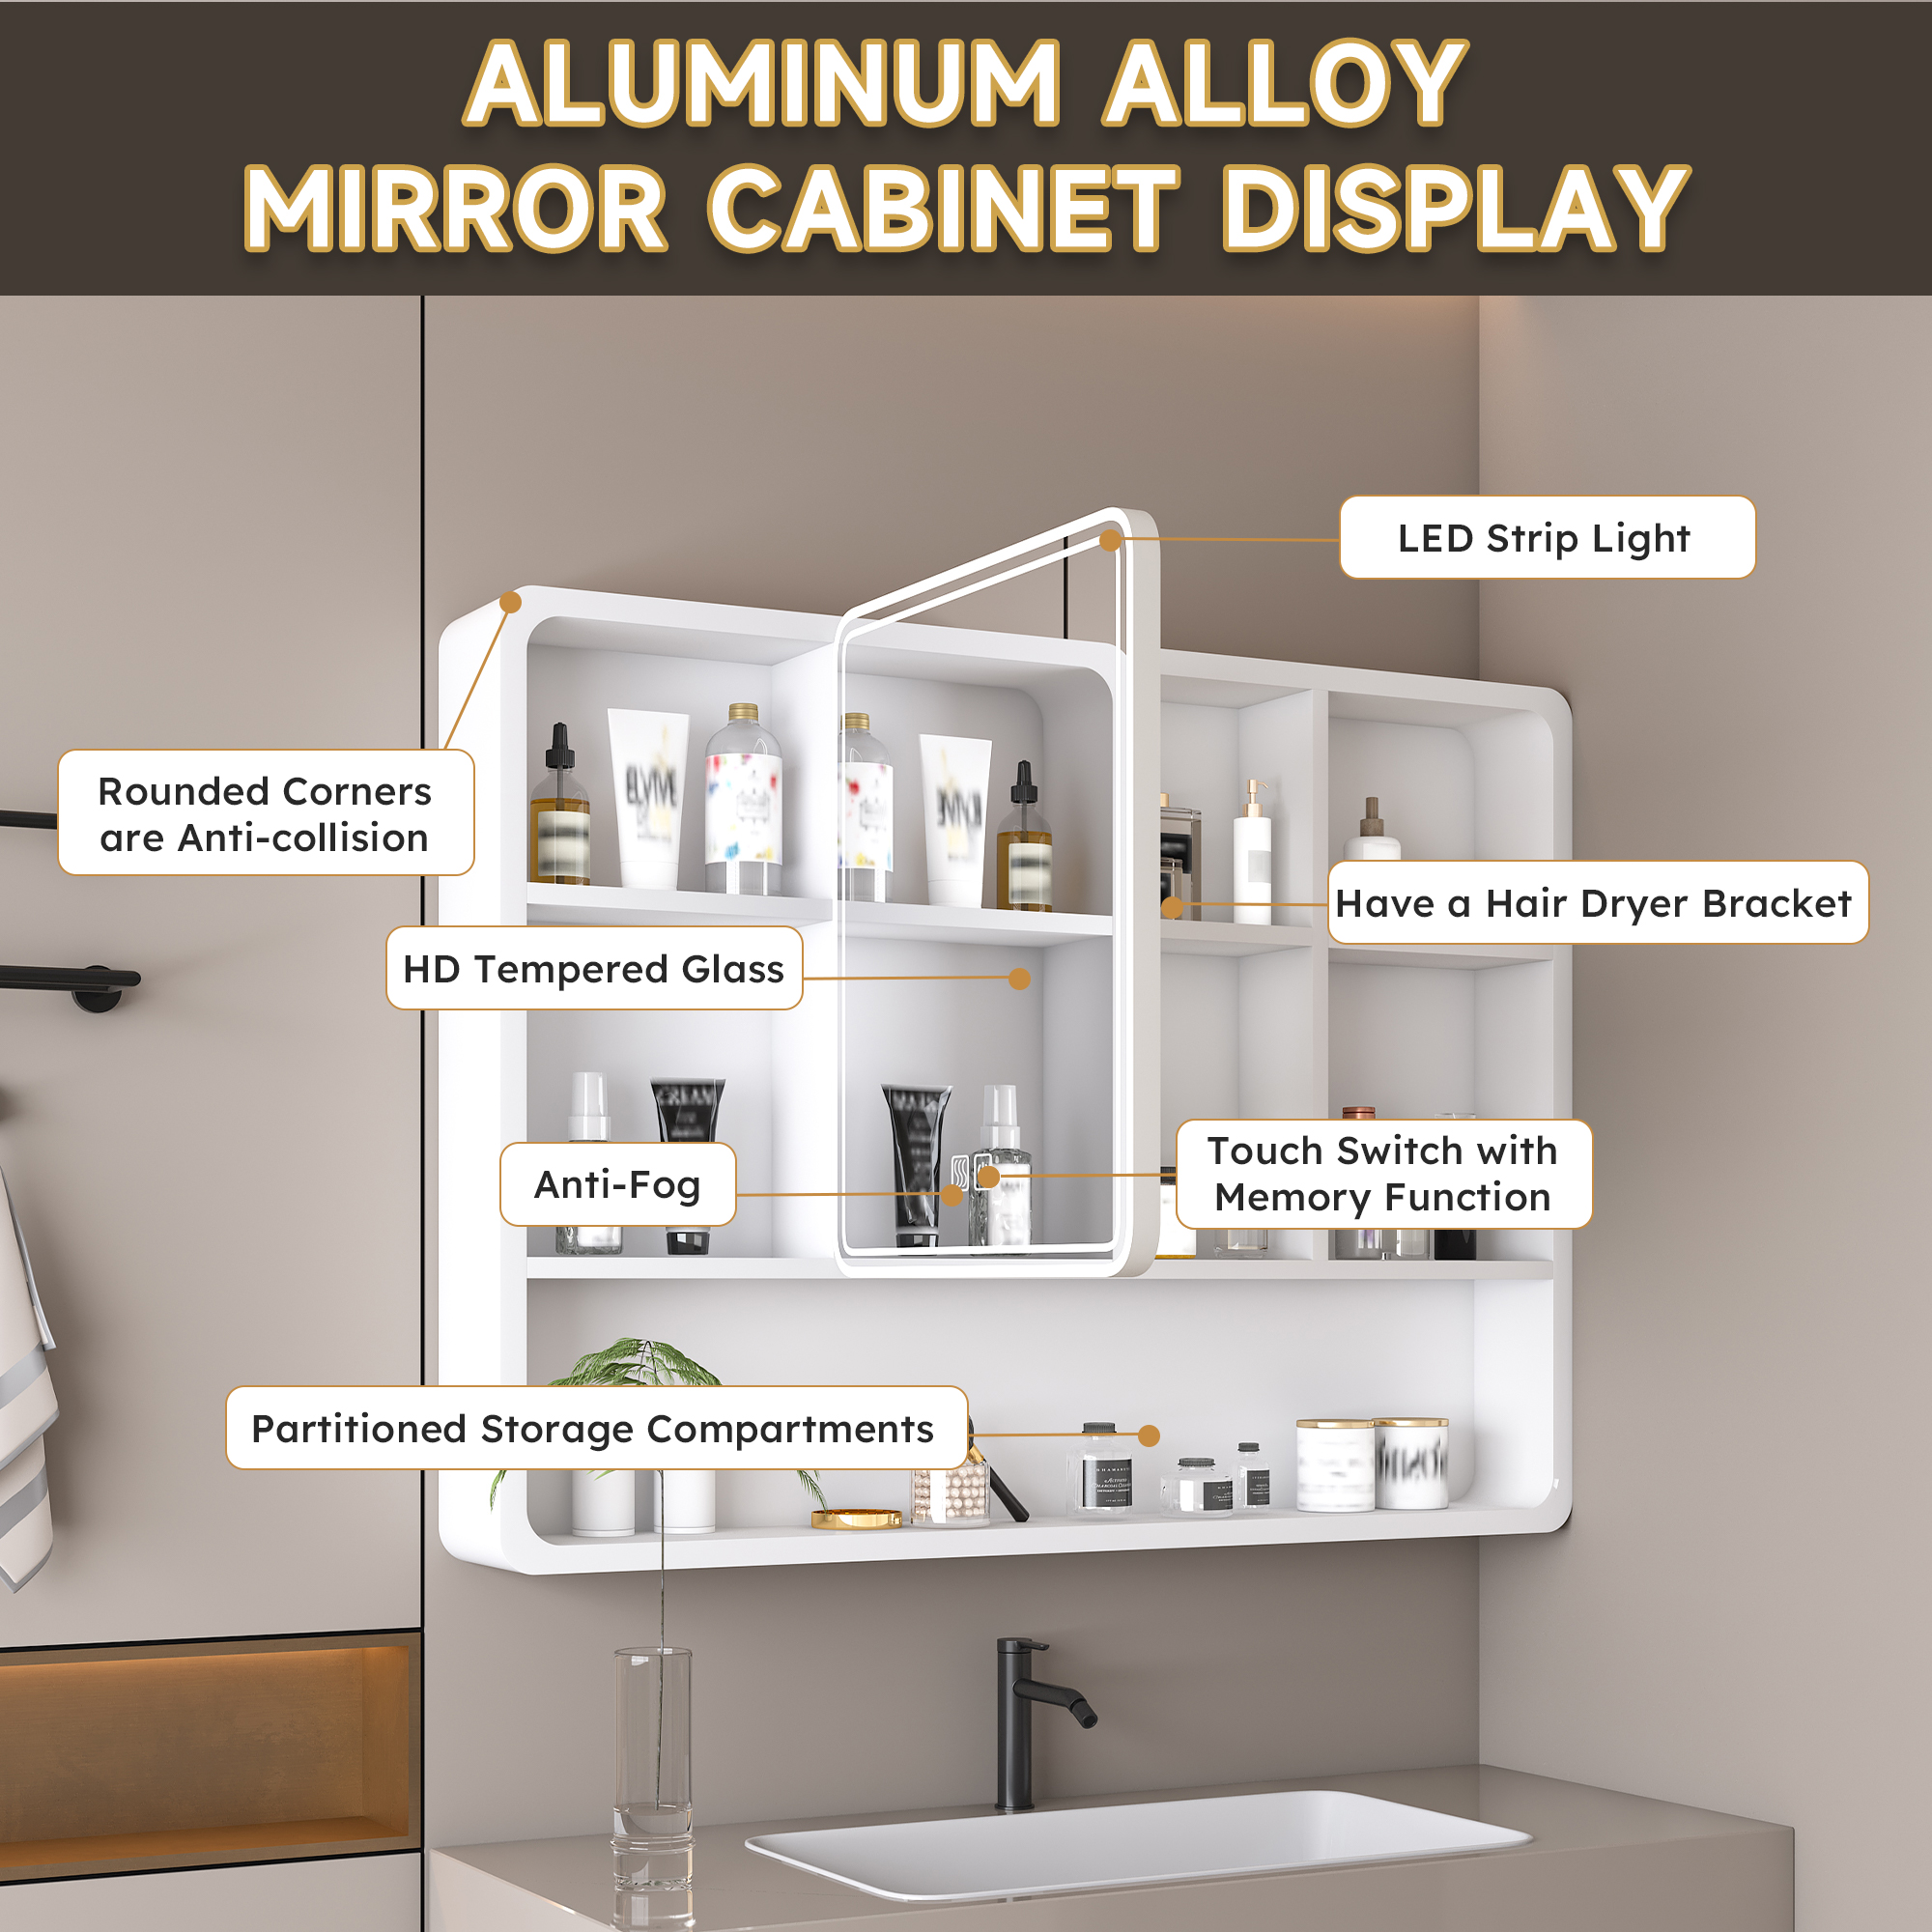 ALUMINUM ALLOY
MIRROR CABINET DISPLAY
LED Strip Light
Rounded Corners
are Anti-collision
ELVIVE
Have a Hair Dryer Bracket
HD Tempered Glass
Touch Switch with
Memory Function
Anti-Fog
Partitioned Storage Compartments